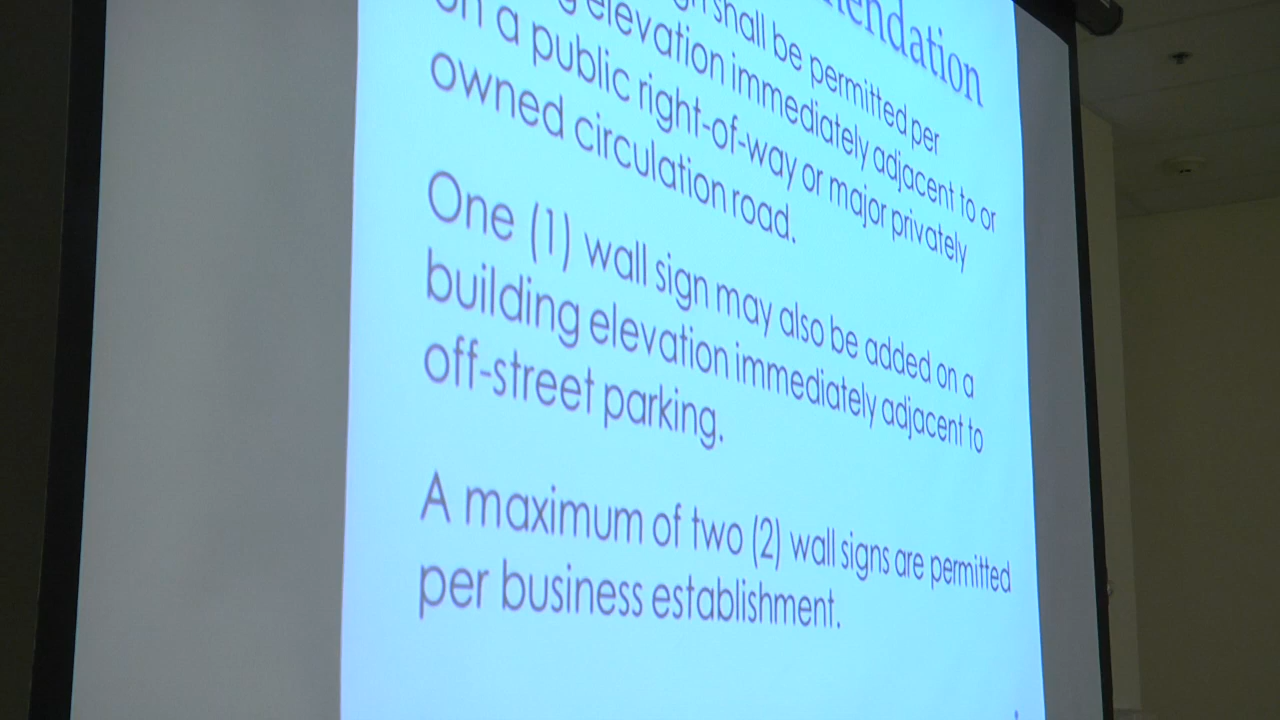 shall be permitted per
elevation immediately adjacent to or
on a public right-of-way or major privately
owned circulation road.
One (1) wall sign may also be added on a
building elevation immediately adjacent to
off-street parking.
A maximum of two (2) wall signs are permitted
per business establishment.